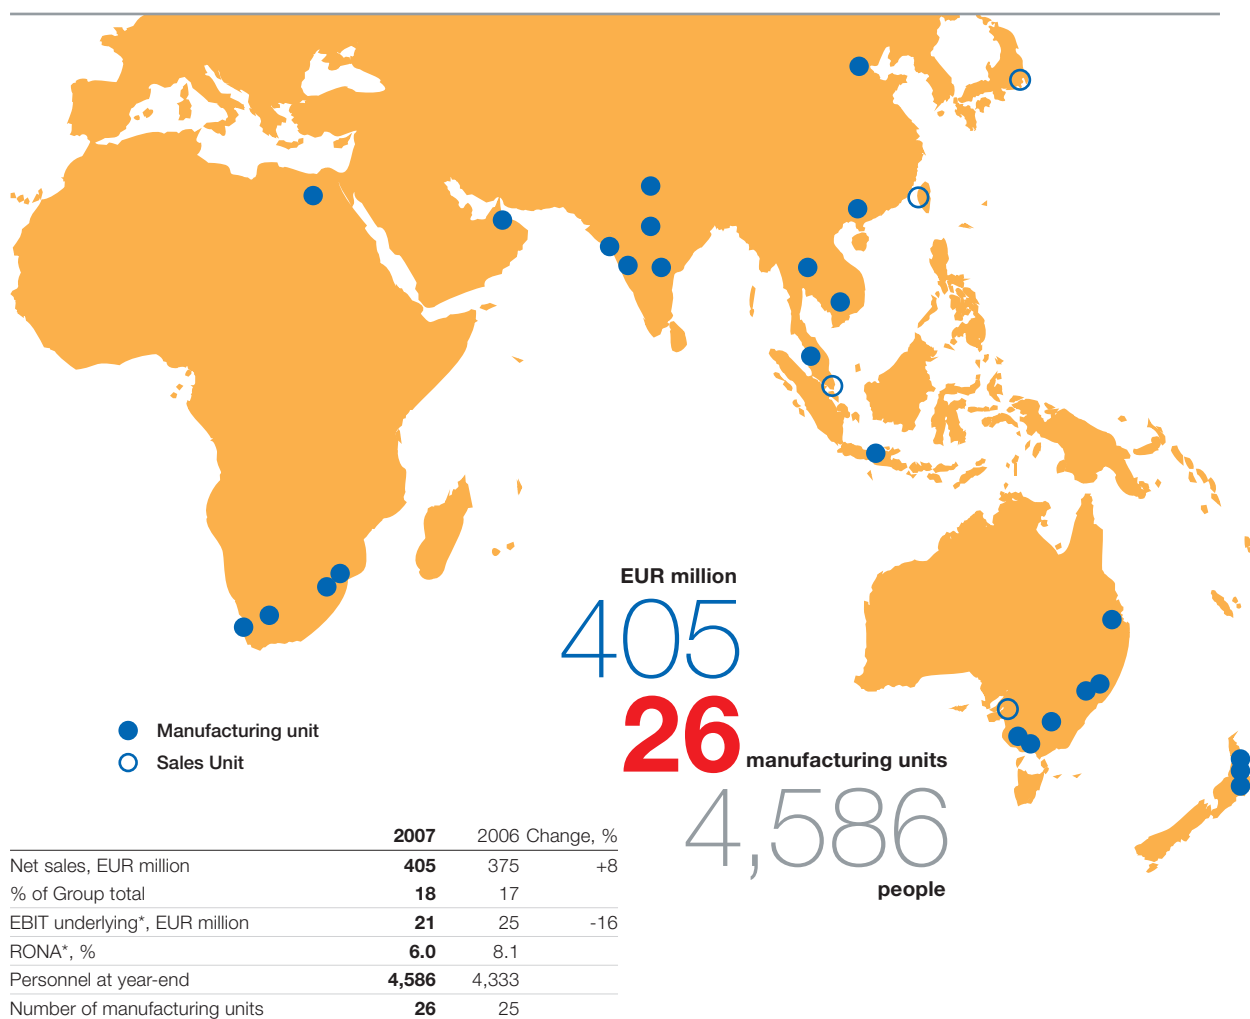 EUR million
405
26 manufacturing units
4,586
people
Manufacturing unit
Sales Unit
2007 2006 Change, %
Net sales, EUR million 405 375 +8
% of Group total 18 17
EBIT underlying*, EUR million 21 25 -16
RONA*, % 6.0 8.1
Personnel at year-end 4,586 4,333
Number of manufacturing units 26 25